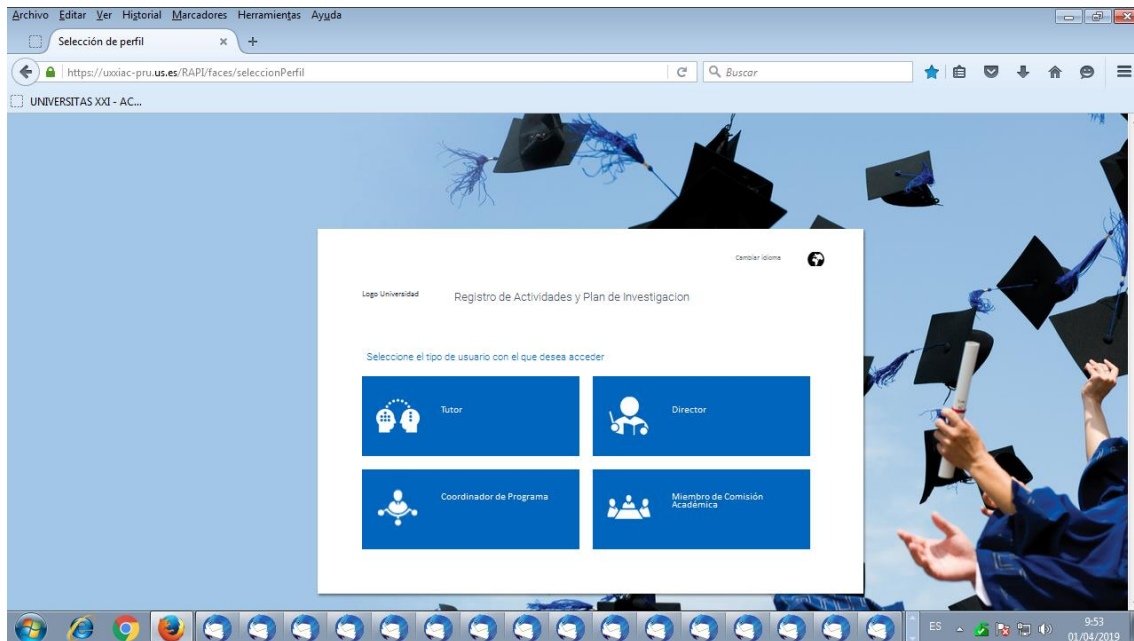 Archivo Editar Ver Historial Marcadores Herramientas Ayuda
Selección de perfil
https://uxxiac-pru.us.es/RAPI/faces/seleccionPerfil
Buscar
UNIVERSITAS XXI - AC...
Cambiar idioma
Logo Universidad
Registro de Actividades y Plan de Investigacion
Seleccione el tipo de usuario con el que desea acceder
Tutor
Director
Coordinador de Programa
Miembro de Comisión
Académica
ES
9:53
01/04/2019